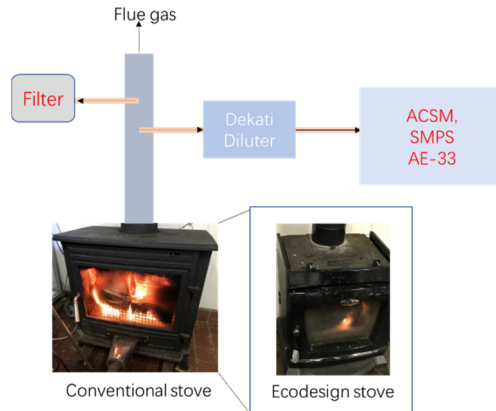 Flue gas
Filter
Dekati
Diluter
ACSM,
SMPS
AE-33
Conventional stove
Ecodesign stove